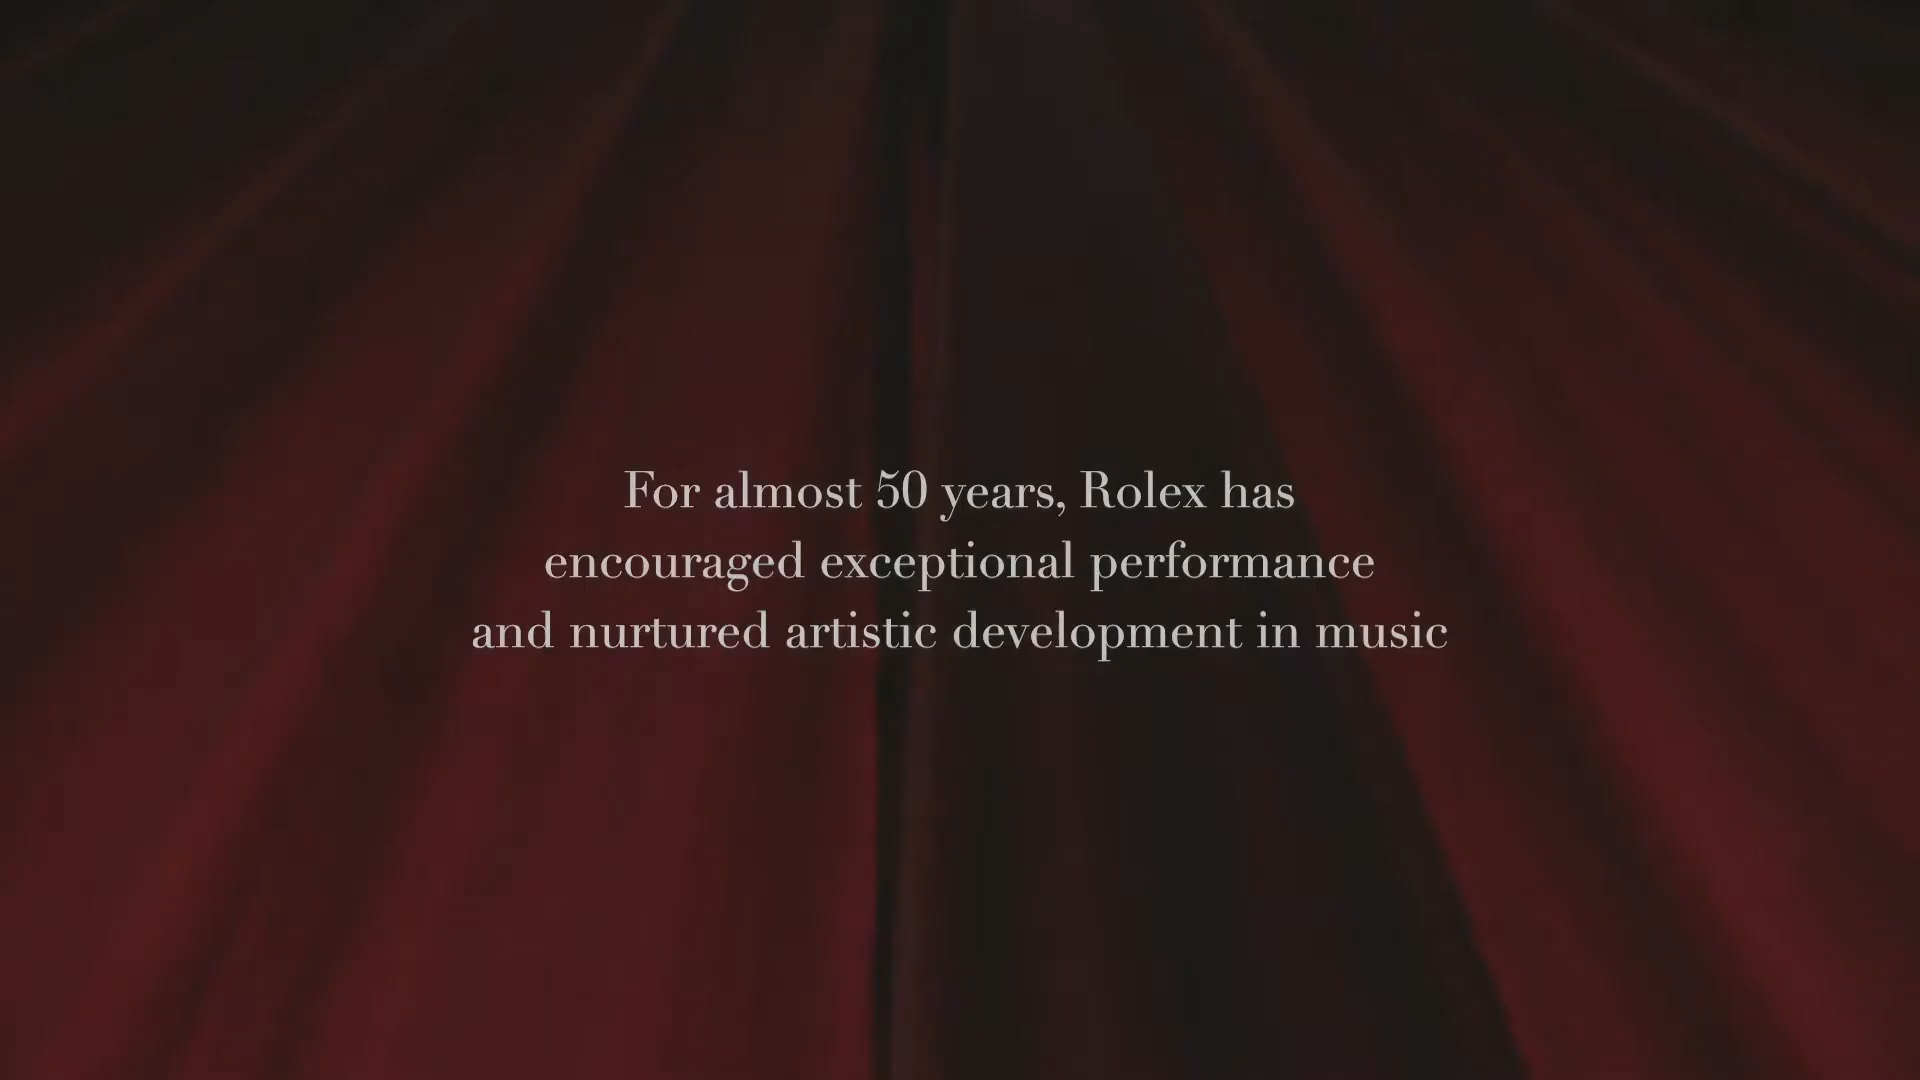 For almost 50 years, Rolex has
encouraged exceptional performance
and nurtured artistic development in music